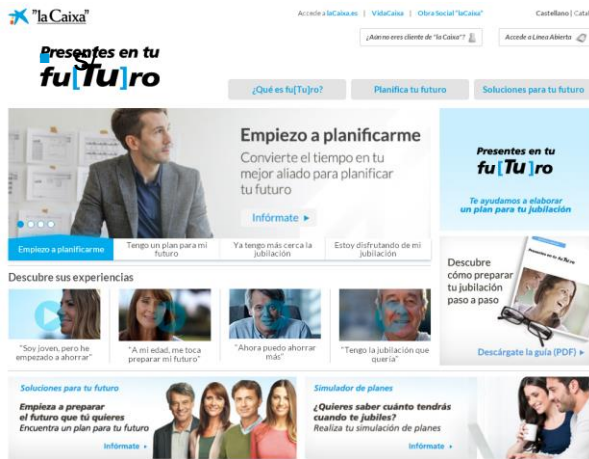 "la Caixa"
Accede a laCaixa.es | VidaCaixa | Obra Social "laCaixa"
Castellano | Catal
¿Aún no eres cliente de "la Caixa"?
Accede a Línea Abierta
Presentes en tu
s/
fu[Tu]ro
¿Qué es fu[Tu]ro?
Planifica tu futuro
Soluciones para tu futuro
Empiezo a planificarme
Convierte el tiempo en tu
mejor aliado para planificar
tu futuro
Infórmate
Presentes en tu
fu[Tu]ro
Te ayudamos a elaborar
un plan para tu jubilación
Empiezo a planificarme
Tengo un plan para mi
futuro
Ya tengo más cerca la
jubilación
Estoy disfrutando de mi
jubilación
Descubre
cómo preparar
tu jubilación
paso a paso
Descárgate la guía (PDF)
Descubre sus experiencias
"Soy joven, pero he
empezado a ahorrar"
"A mi edad, me toca
preparar mi futuro"
"Ahora puedo ahorrar
más"
"Tengo la jubilación que
quería"
Soluciones para tu futuro
Empieza a preparar
el futuro que tú quieres
Encuentra un plan para tu futuro
Infórmate
Simulador de planes
¿Quieres saber cuánto tendrás
cuando te jubiles?
Realiza tu simulación de planes
Infórmate